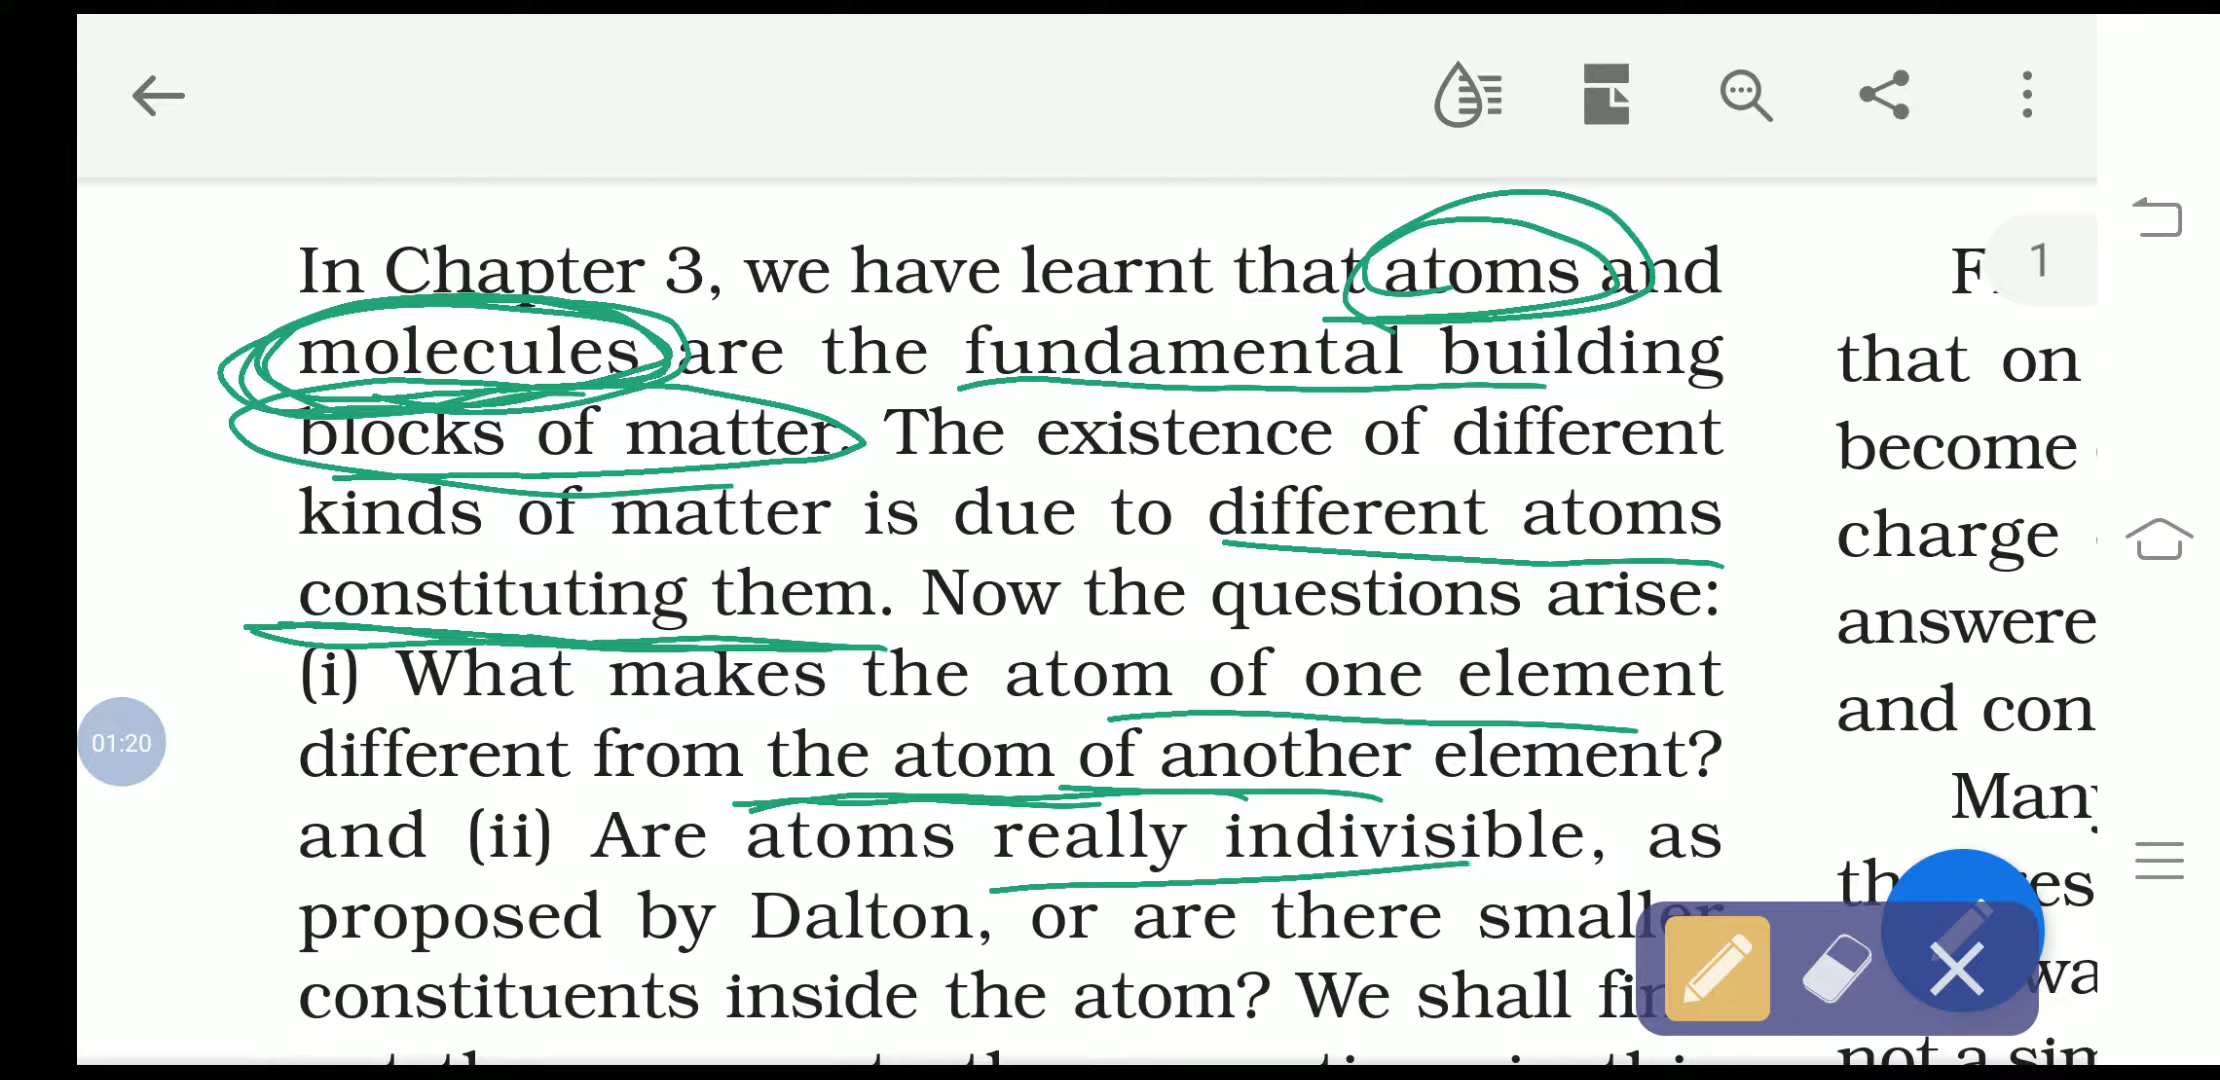 In Chapter 3, we have learnt that atoms and
molecules are the fundamental building
blocks of matter. The existence of different
kinds of matter is due to different atoms
constituting them. Now the questions arise:
(i) What makes the atom of one element
different from the atom of another element?
and (ii) Are atoms really indivisible, as
proposed by Dalton, or are there smaller
constituents inside the atom? We shall
1
that on
become
charge
and con
not a
01:20